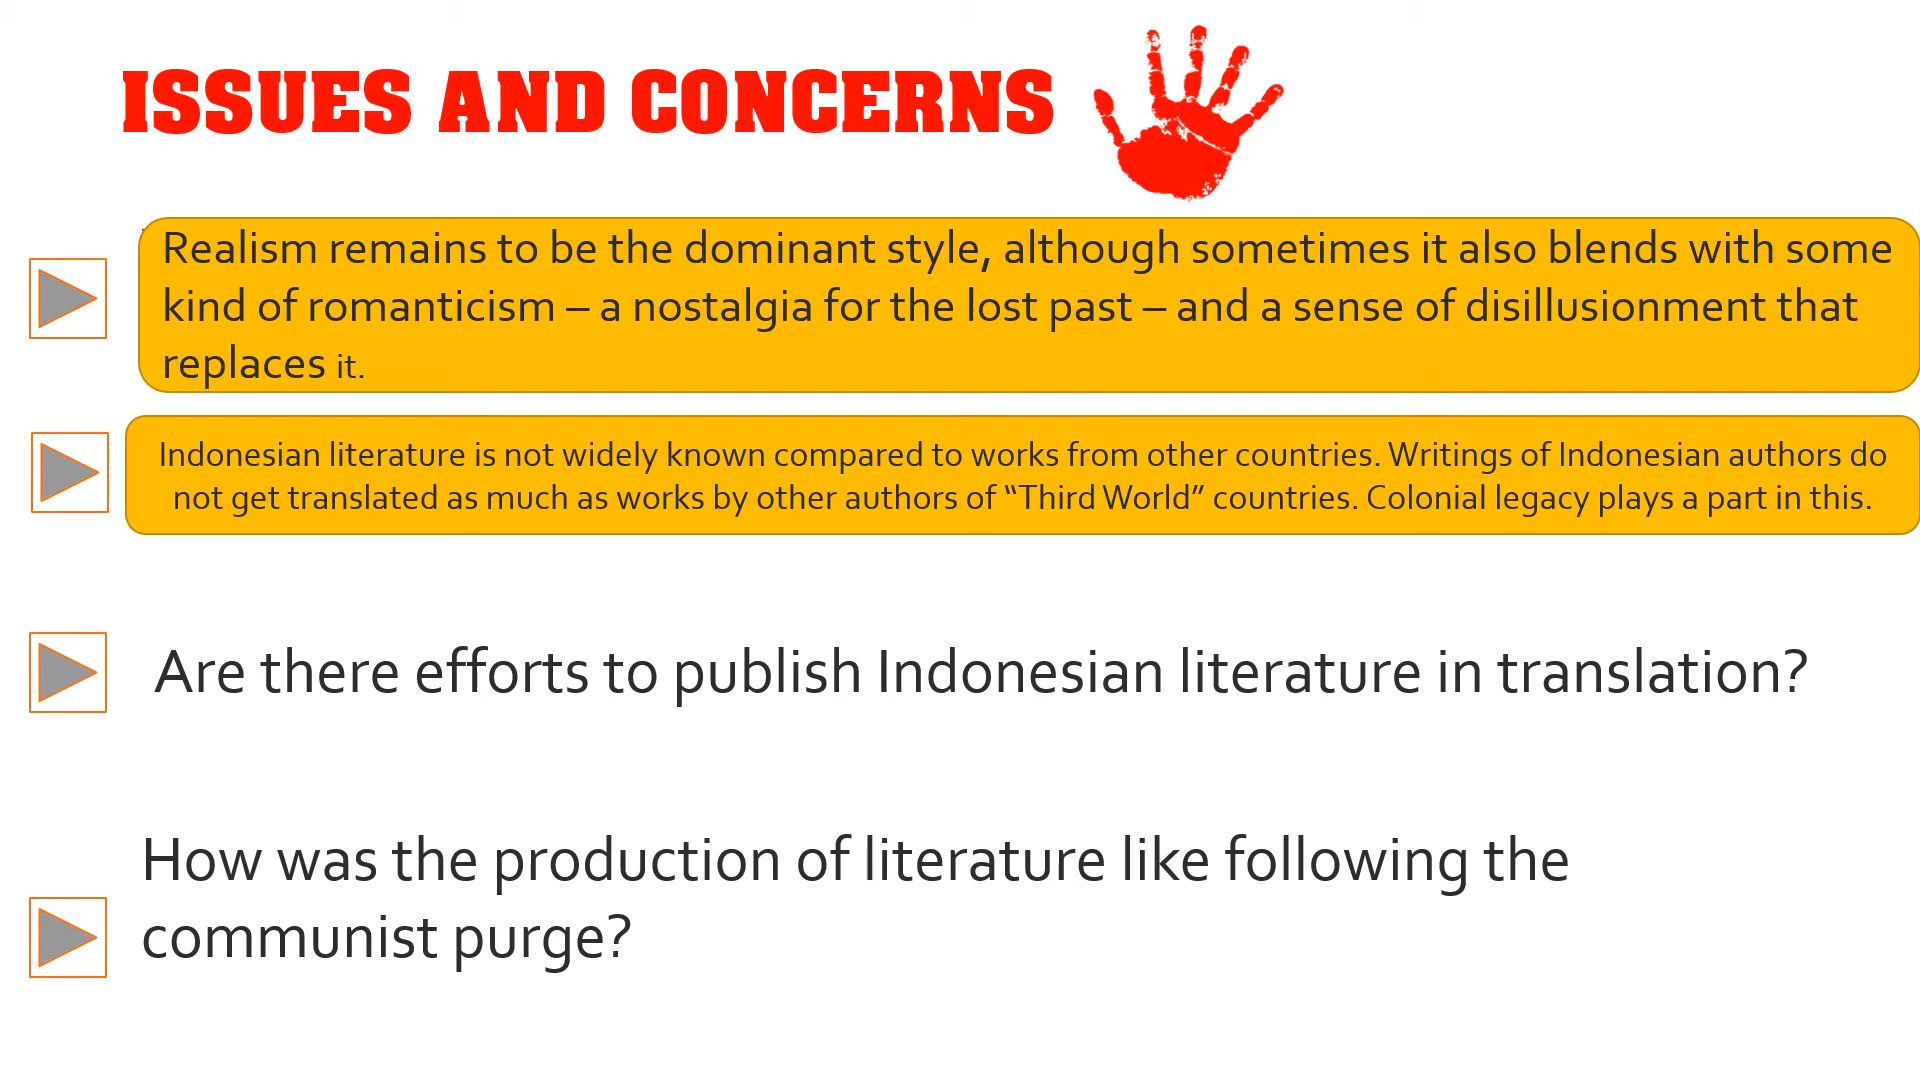 ISSUES AND CONCERNS
Realism remains to be the dominant style, although sometimes it also blends with some
kind of romanticism – a nostalgia for the lost past – and a sense of disillusionment that
replaces it.
Indonesian literature is not widely known compared to works from other countries. Writings of Indonesian authors do
not get translated as much as works by other authors of “Third World” countries. Colonial legacy plays a part in this.
Are there efforts to publish Indonesian literature in translation?
How was the production of literature like following the
communist purge?